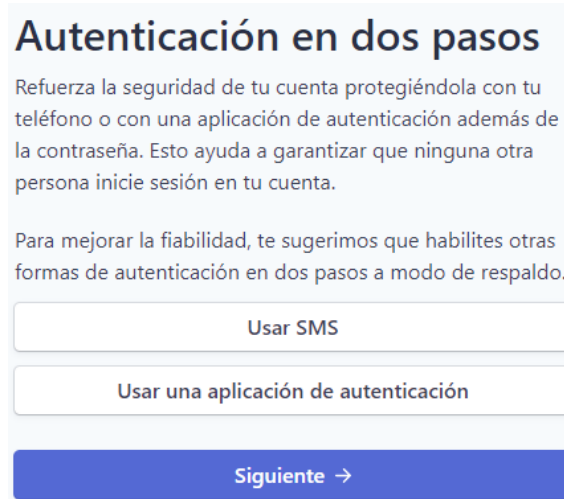 Autenticación en dos pasos
Refuerza la seguridad de tu cuenta protegiéndola con tu
teléfono o con una aplicación de autenticación además de
la contraseña. Esto ayuda a garantizar que ninguna otra
persona inicie sesión en tu cuenta.
Para mejorar la fiabilidad, te sugerimos que habilites otras
formas de autenticación en dos pasos a modo de respaldo.
Usar SMS
Usar una aplicación de autenticación
Siguiente →